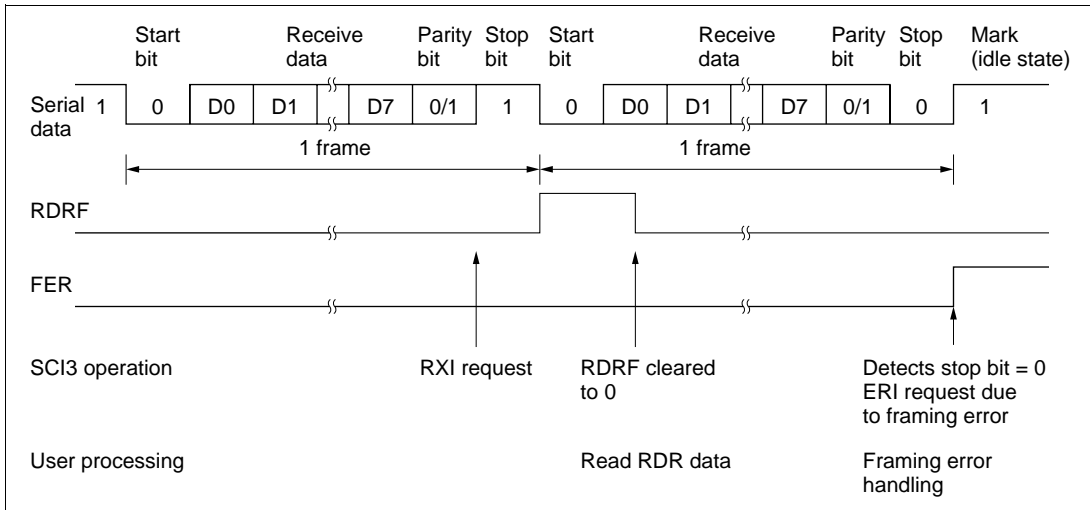 Start bit Receive data Parity bit Stop bit Start bit Receive data Parity bit Stop bit Mark (idle state)
Serial data 1 0 D0 D1 D7 0/1 1 0 D0 D1 D7 0/1 0 1
1 frame 1 frame
RDRF
FER
SCI3 operation RXI request RDRF cleared to 0 Detects stop bit = 0 ERI request due to framing error
User processing Read RDR data Framing error handling